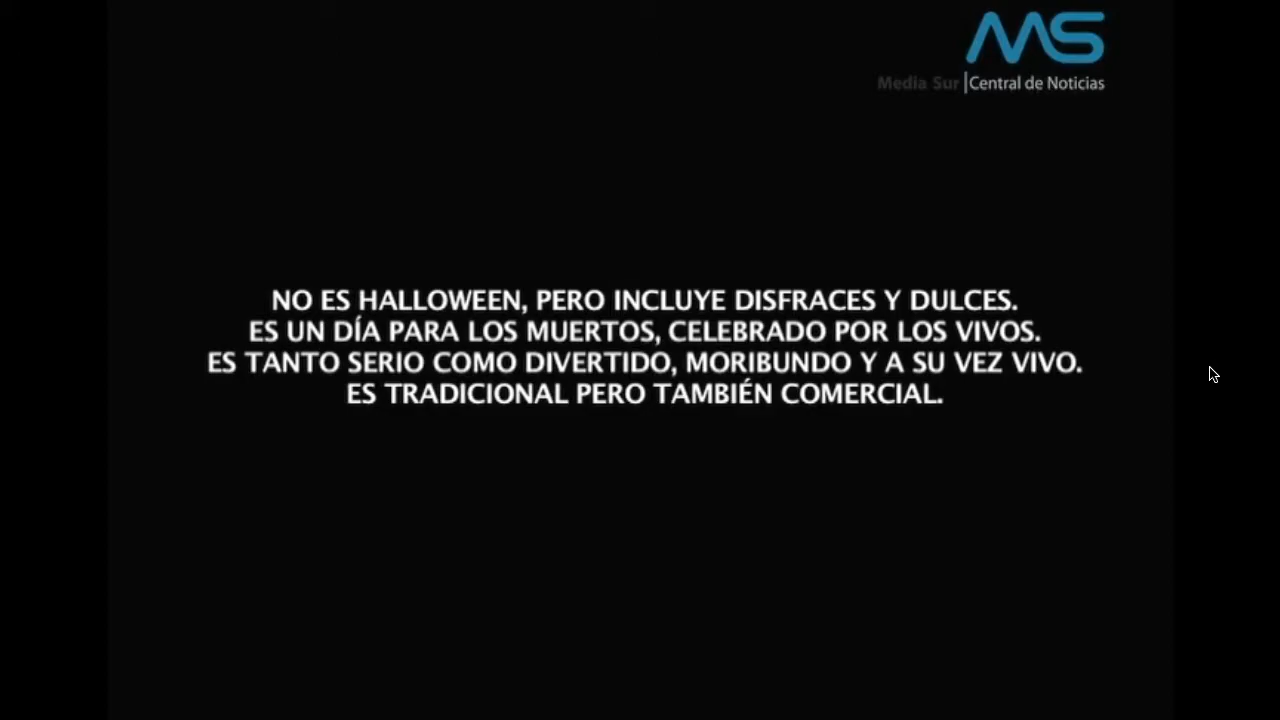 MS
Media Sur | Central de Noticias
NO ES HALLOWEEN, PERO INCLUYE DISFRACES Y DULCES.
ES UN DÍA PARA LOS MUERTOS, CELEBRADO POR LOS VIVOS.
ES TANTO SERIO COMO DIVERTIDO, MORIBUNDO Y A SU VEZ VIVO.
ES TRADICIONAL PERO TAMBIÉN COMERCIAL.